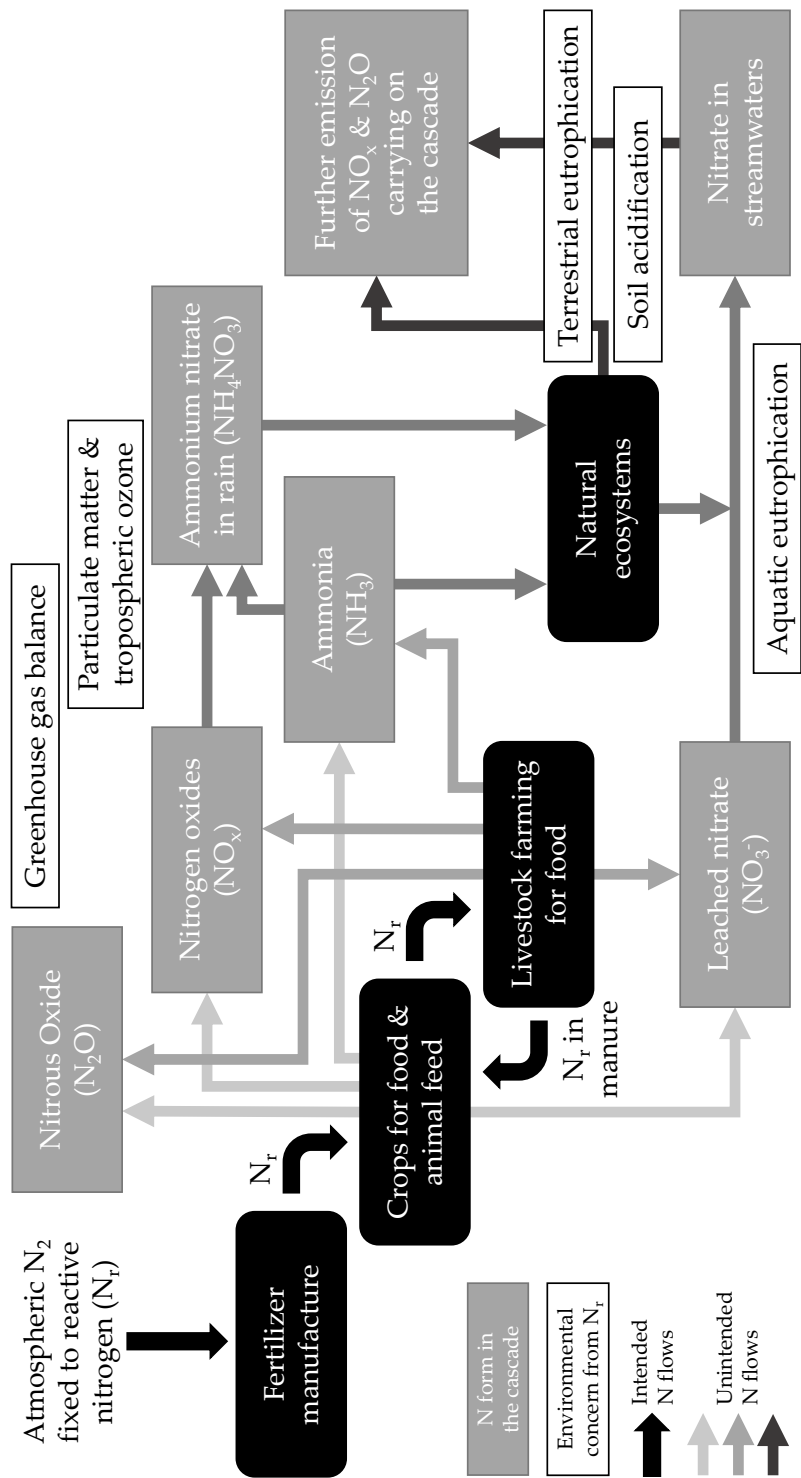 Atmospheric N₂
fixed to reactive
nitrogen (Nᵣ)
Fertilizer
manufacture
Nᵣ
Crops for food &
animal feed
Nᵣ
Livestock farming
for food
Nᵣ in
manure
Nitrous Oxide
(N₂O)
Nitrogen oxides
(NOₓ)
Ammonia
(NH₃)
Leached nitrate
(NO₃⁻)
Greenhouse gas balance
Particulate matter &
tropospheric ozone
Ammonium nitrate
in rain (NH₄NO₃)
Natural
ecosystems
Aquatic eutrophication
Further emission
of NOₓ & N₂O
carrying on
the cascade
Terrestrial eutrophication
Soil acidification
Nitrate in
streamwaters
N form in
the cascade
Environmental
concern from Nᵣ
Intended
N flows
Unintended
N flows